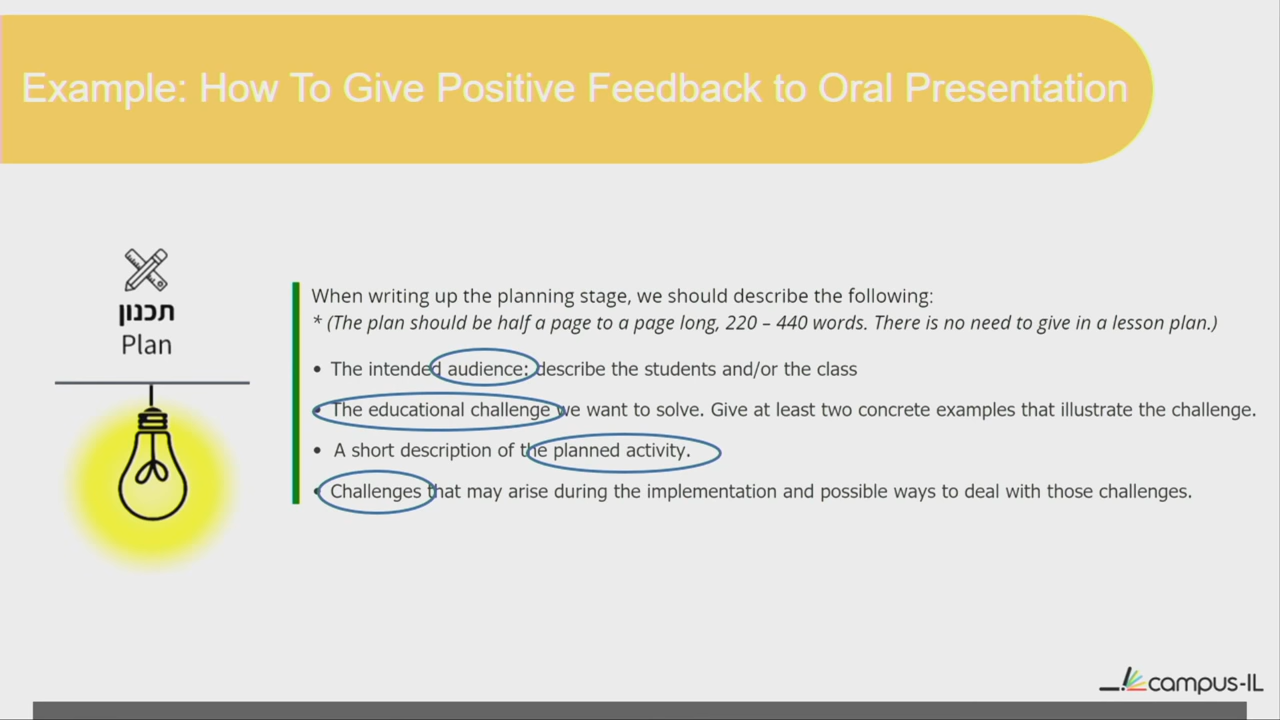 Example: How To Give Positive Feedback to Oral Presentation
תכנון
Plan
When writing up the planning stage, we should describe the following:
* (The plan should be half a page to a page long, 220 – 440 words. There is no need to give in a lesson plan.)
• The intended audience: describe the students and/or the class
• The educational challenge we want to solve. Give at least two concrete examples that illustrate the challenge.
• A short description of the planned activity.
• Challenges that may arise during the implementation and possible ways to deal with those challenges.
campus-IL